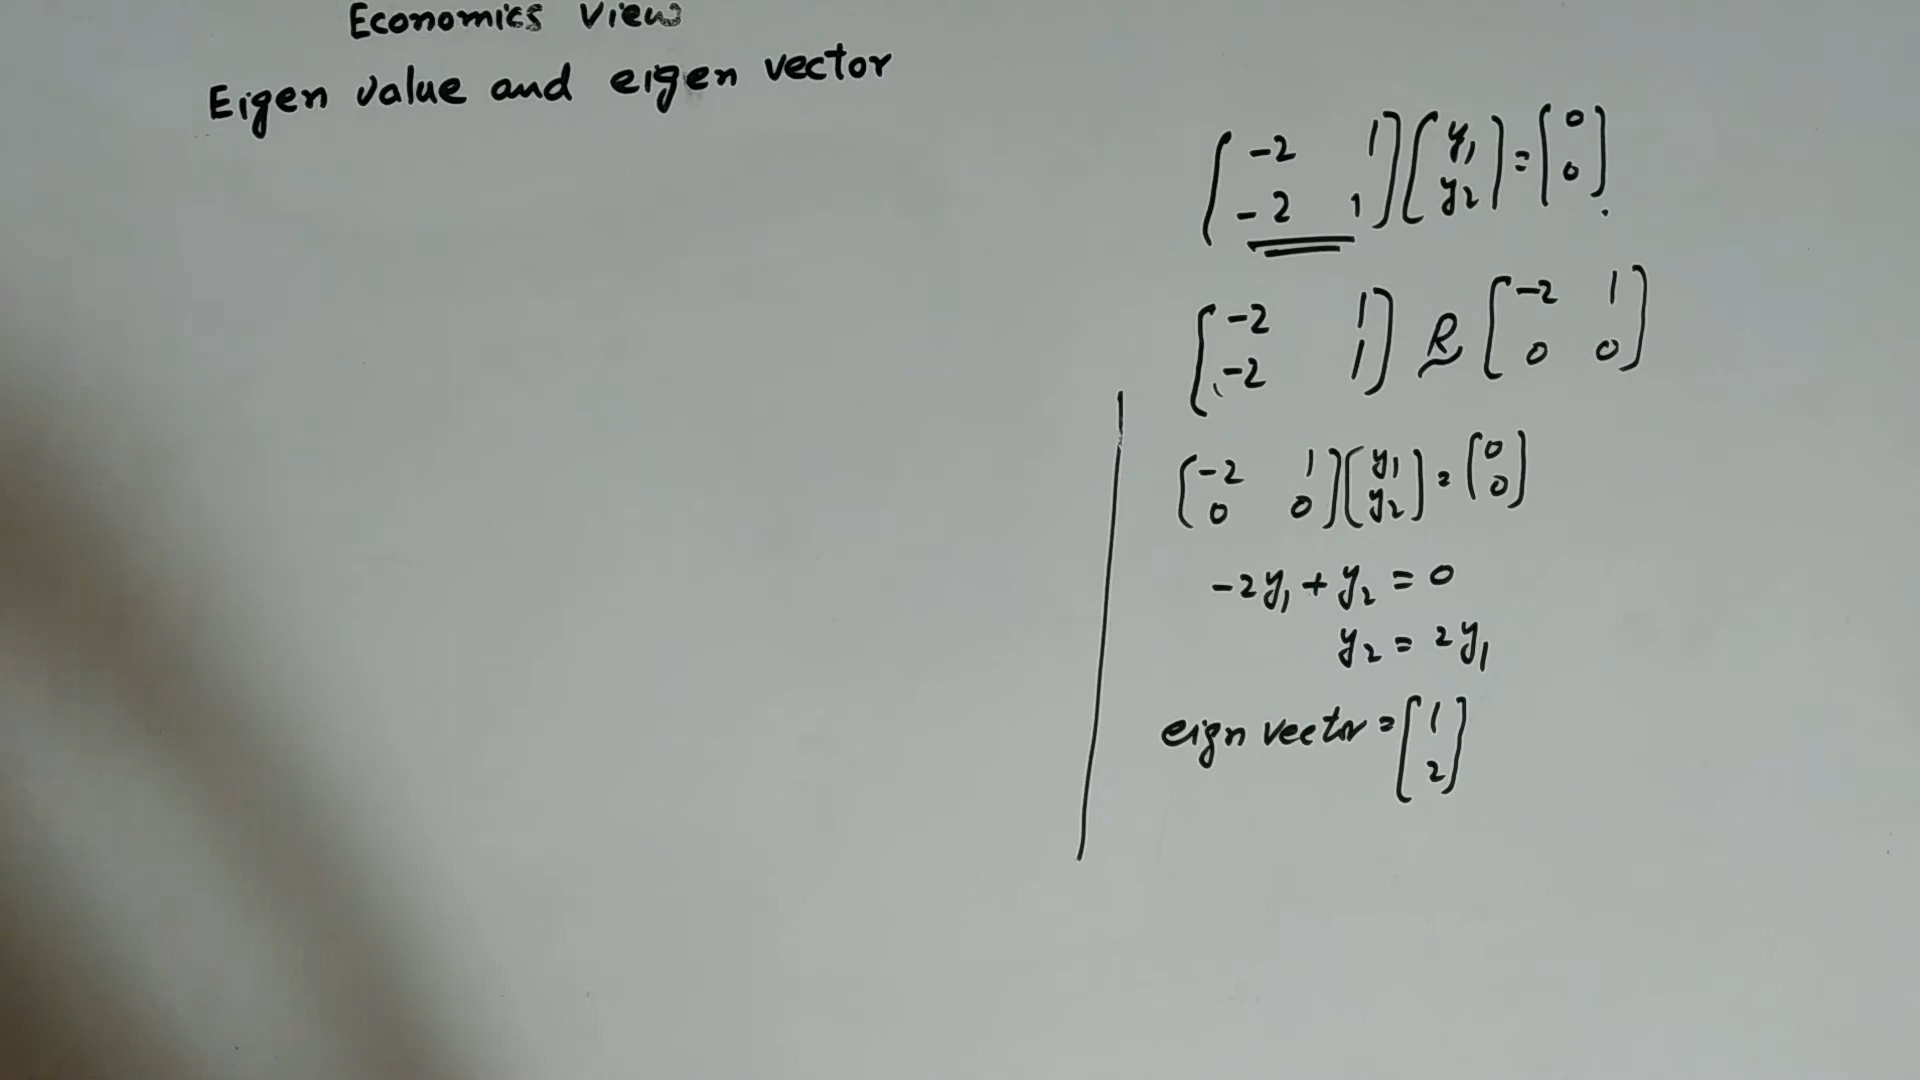 Economics View
Eigen value and eigen vector
[-2 1; -2 1] [y₁; y₂] = [0; 0]
[-2 1; -2 1] R [-2 1; 0 0]
[-2 1; 0 0] [y₁; y₂] = [0; 0]
-2y₁ + y₂ = 0
y₂ = 2y₁
eign vector = [1; 2]